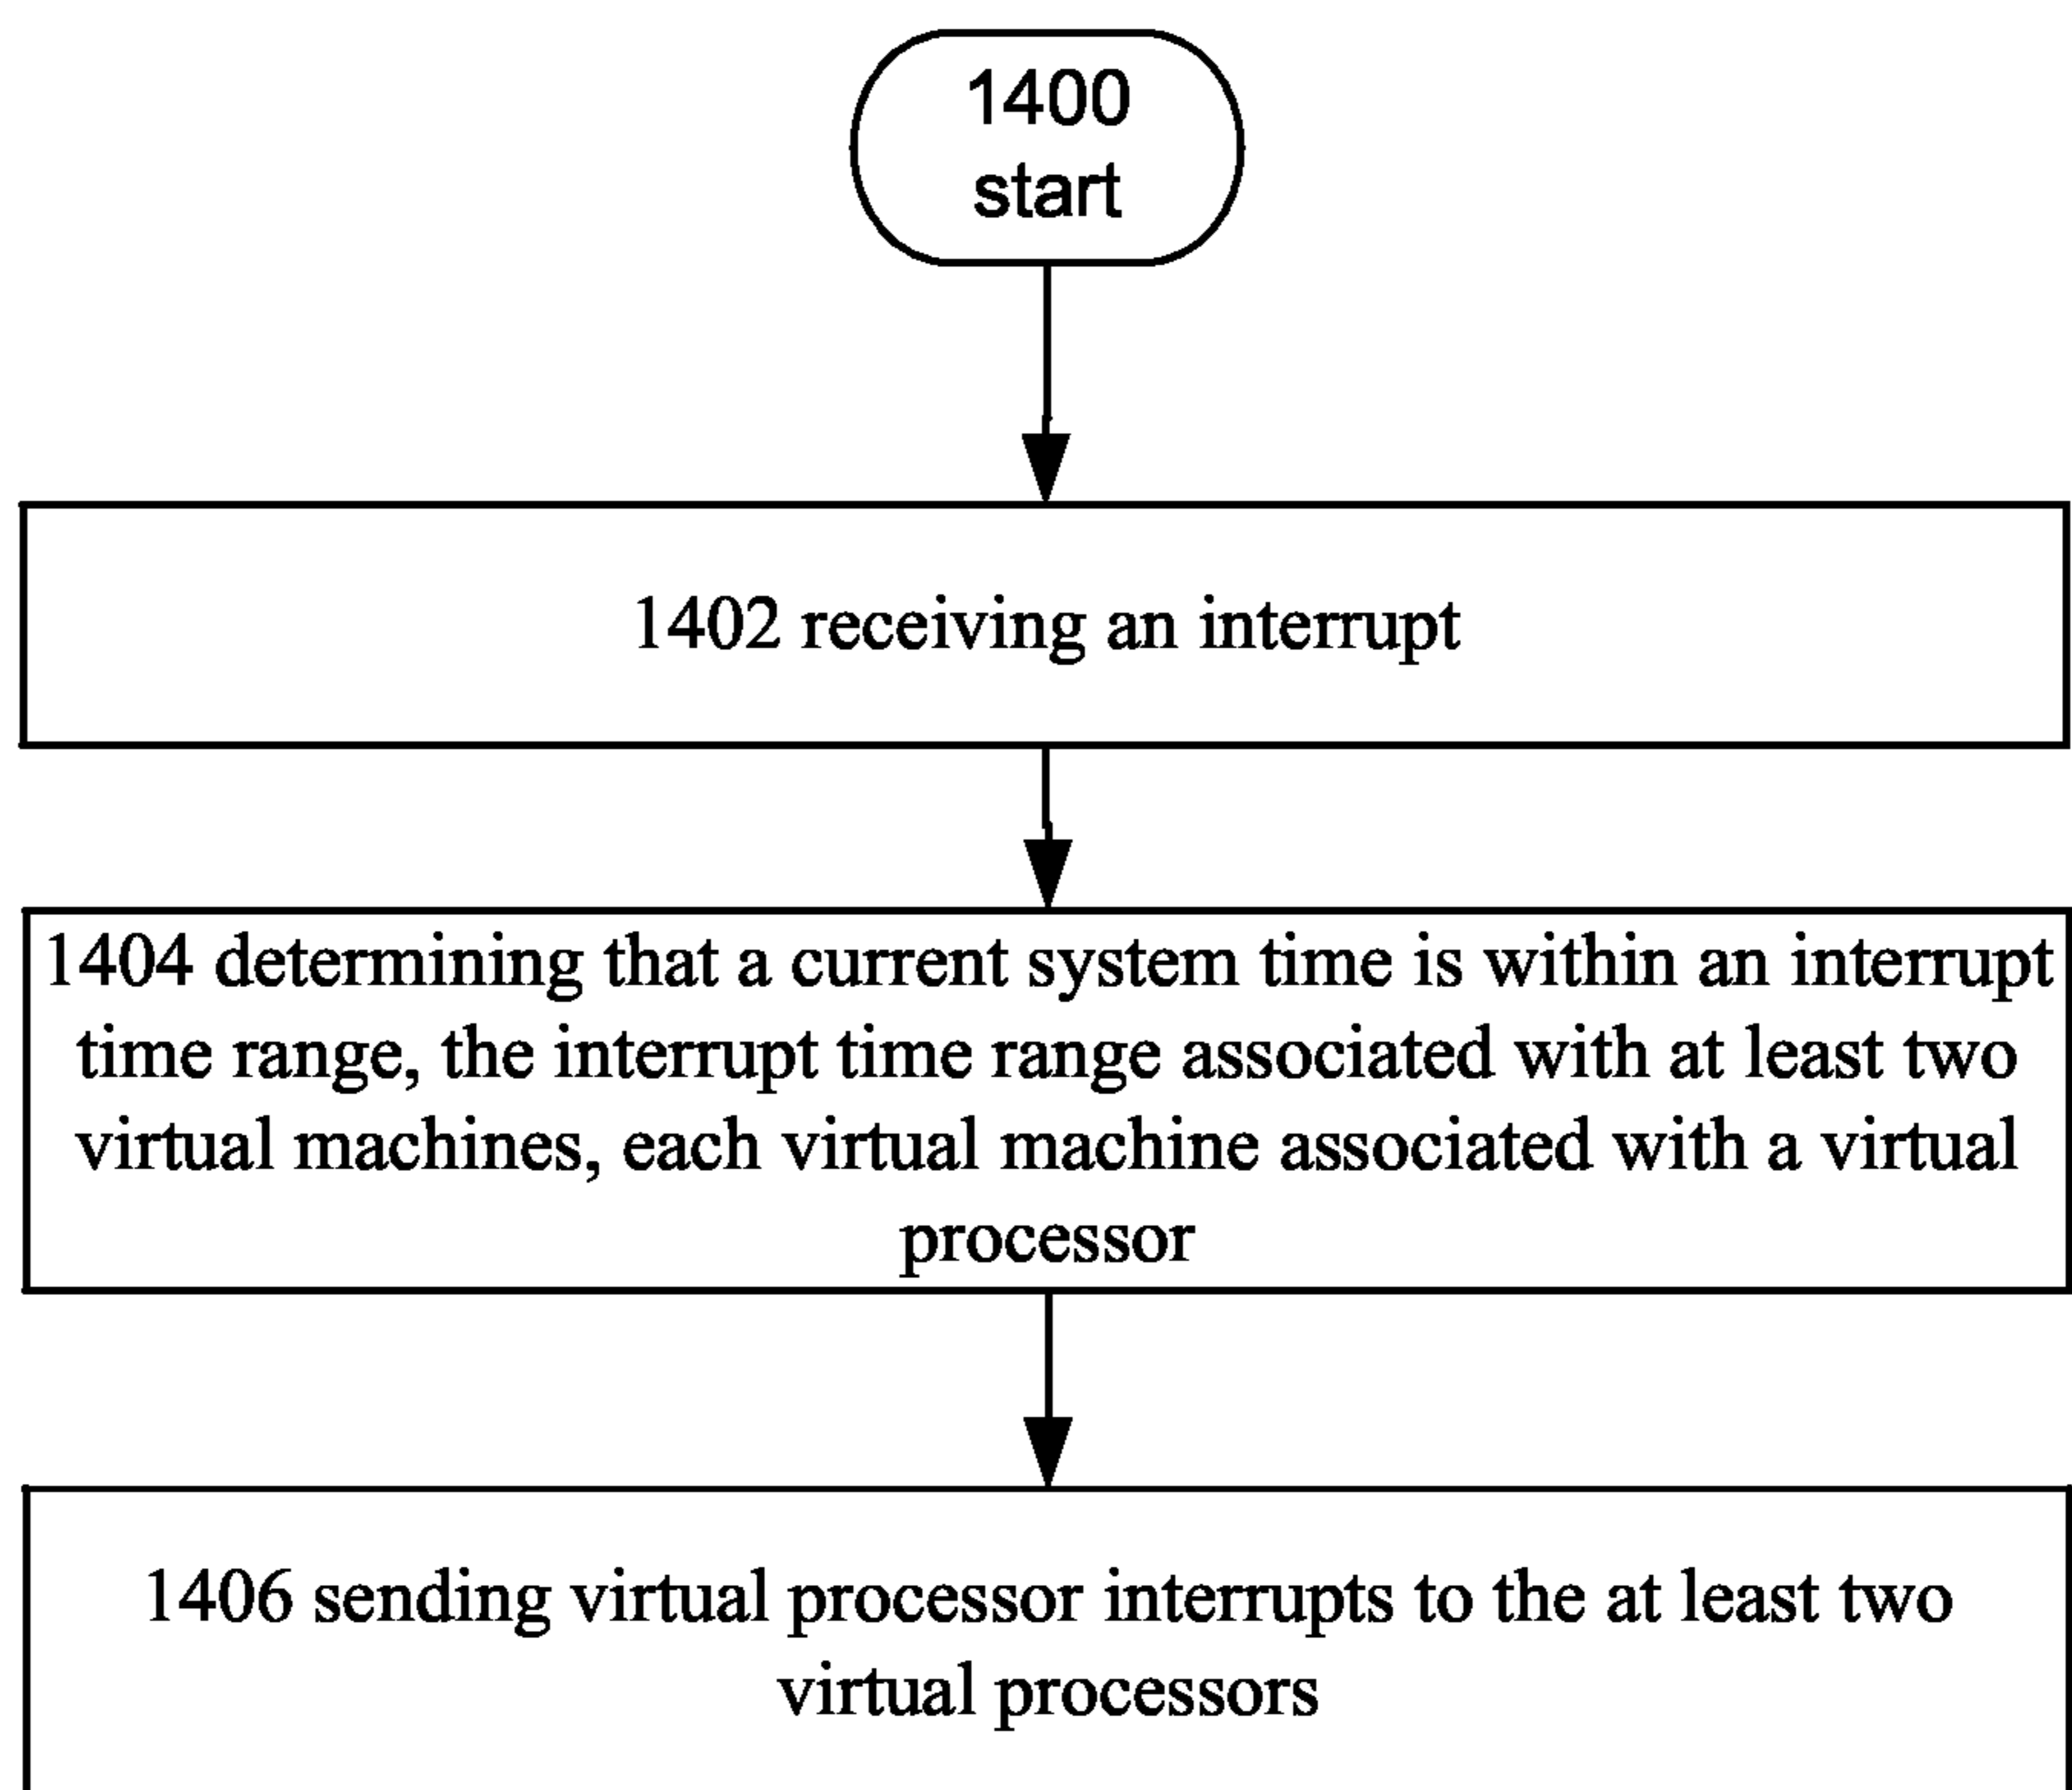 1400
start
1402 receiving an interrupt
1404 determining that a current system time is within an interrupt
time range, the interrupt time range associated with at least two
virtual machines, each virtual machine associated with a virtual
processor
1406 sending virtual processor interrupts to the at least two
virtual processors